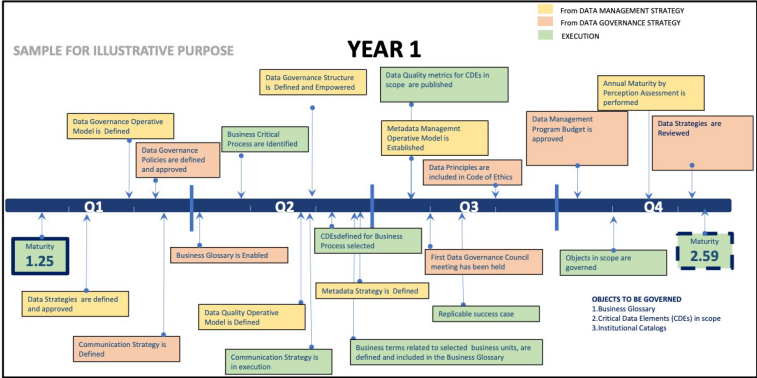 From DATA MANAGEMENT STRATEGY
From DATA GOVERNANCE STRATEGY
EXECUTION
SAMPLE FOR ILLUSTRATIVE PURPOSE
YEAR 1
Data Governance Structure
is Defined and Empowered
Data Quality metrics for CDEs in
scope are published
Annual Maturity by
Perception Assessment is
performed
Data Governance Operative
Model is Defined
Business Critical
Process are Identified
Metadata Managemnt
Operative Model is
Established
Data Management
Program Budget is
approved
Data Strategies are
Reviewed
Data Governance
Policies are defined
and approved
Data Principles are
included in Code of Ethics
Q1
Q2
Q3
Q4
Maturity
1.25
Business Glossary is Enabled
CDEsdefined for Business
Process selected
First Data Governance Council
meeting has been held
Objects in scope are
governed
Maturity
2.59
Data Strategies are defined
and approved
Data Quality Operative
Model is Defined
Metadata Strategy is Defined
Replicable success case
OBJECTS TO BE GOVERNED
1.Business Glossary
2.Critical Data Elements (CDEs) in scope
3.Institutional Catalogs
Communication Strategy is
Defined
Communication Strategy is
in execution
Business terms related to selected business units, are
defined and included in the Business Glossary